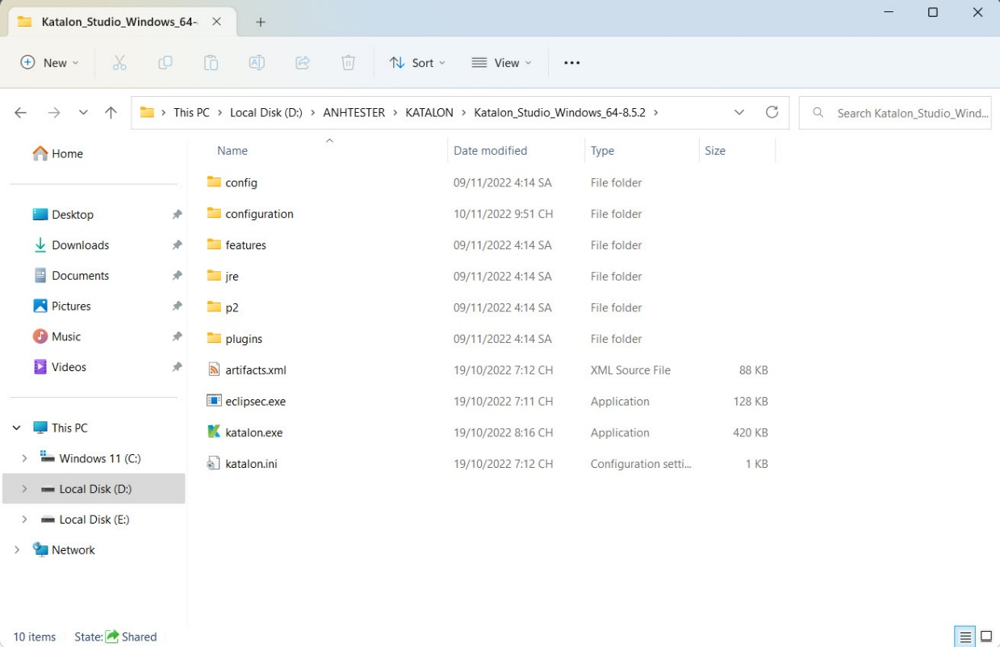 Katalon_Studio_Windows_64-
New
Sort
View
This PC > Local Disk (D:) > ANHTESTER > KATALON > Katalon_Studio_Windows_64-8.5.2 >
Search Katalon_Studio_Wind...
Home
Desktop
Downloads
Documents
Pictures
Music
Videos
This PC
Windows 11 (C:)
Local Disk (D:)
Local Disk (E:)
Network
Name Date modified Type Size
config 09/11/2022 4:14 SA File folder
configuration 10/11/2022 9:51 CH File folder
features 09/11/2022 4:14 SA File folder
jre 09/11/2022 4:14 SA File folder
p2 09/11/2022 4:14 SA File folder
plugins 09/11/2022 4:14 SA File folder
artifacts.xml 19/10/2022 7:12 CH XML Source File 88 KB
eclipsec.exe 19/10/2022 7:11 CH Application 128 KB
katalon.exe 19/10/2022 8:16 CH Application 420 KB
katalon.ini 19/10/2022 7:12 CH Configuration setti... 1 KB
10 items State: Shared